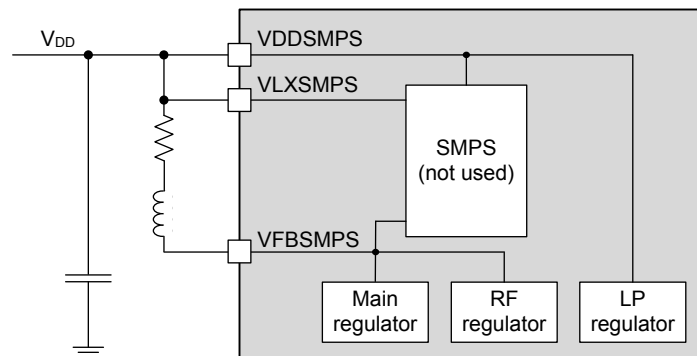 VDD
VDDSMPS
VLXSMPS
SMPS
(not used)
VFBSMPS
Main
regulator
RF
regulator
LP
regulator